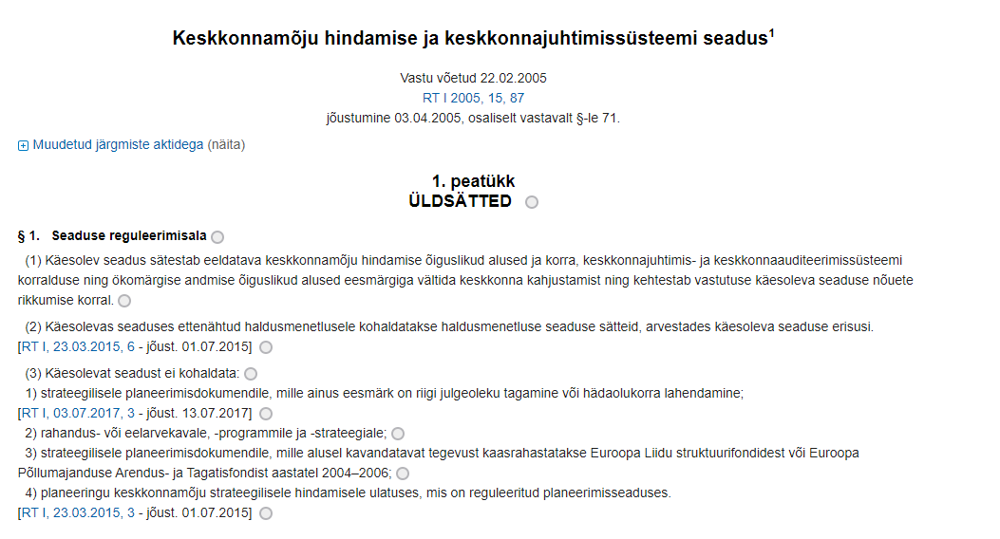 Keskkonnamõju hindamise ja keskkonnajuhtimissüsteemi seadus¹
Vastu võetud 22.02.2005
RT I 2005, 15, 87
jõustumine 03.04.2005, osaliselt vastavalt §-le 71.
Muudetud järgmiste aktidega (näita)
1. peatükk
ÜLDSÄTTED
§ 1. Seaduse reguleerimisala
(1) Käesolev seadus sätestab eeldatava keskkonnamõju hindamise õiguslikud alused ja korra, keskkonnajuhtimis- ja keskkonnaauditeerimissüsteemi
korralduse ning ökomärgise andmise õiguslikud alused eesmärgiga vältida keskkonna kahjustamist ning kehtestab vastutuse käesoleva seaduse nõuete
rikkumise korral.
(2) Käesolevas seaduses ettenähtud haldusmenetlusele kohaldatakse haldusmenetluse seaduse sätteid, arvestades käesoleva seaduse erisusi.
[RT I, 23.03.2015, 6 - jõust. 01.07.2015]
(3) Käesolevat seadust ei kohaldata:
1) strateegilisele planeerimisdokumendile, mille ainus eesmärk on riigi julgeoleku tagamine või hädaolukorra lahendamine;
[RT I, 03.07.2017, 3 - jõust. 13.07.2017]
2) rahandus- või eelarvekavale, -programmile ja -strateegiale;
3) strateegilisele planeerimisdokumendile, mille alusel kavandatavat tegevust kaasrahastatakse Euroopa Liidu struktuurifondidest või Euroopa
Põllumajanduse Arendus- ja Tagatisfondist aastatel 2004–2006;
4) planeeringu keskkonnamõju strateegilisele hindamisele ulatuses, mis on reguleeritud planeerimisseaduses.
[RT I, 23.03.2015, 3 - jõust. 01.07.2015]